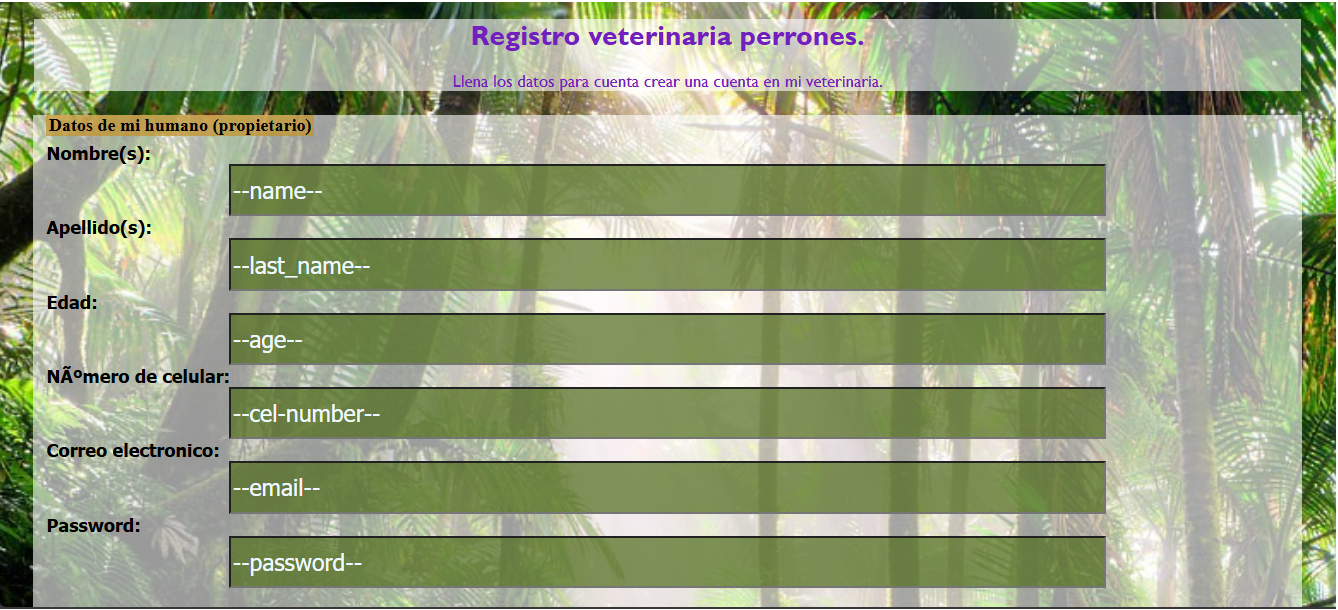 Registro veterinaria perrones.
Llena los datos para cuenta crear una cuenta en mi veterinaria.
Datos de mi humano (propietario)
Nombre(s):
--name--
Apellido(s):
--last_name--
Edad:
--age--
NÃºmero de celular:
--cel-number--
Correo electronico:
--email--
Password:
--password--